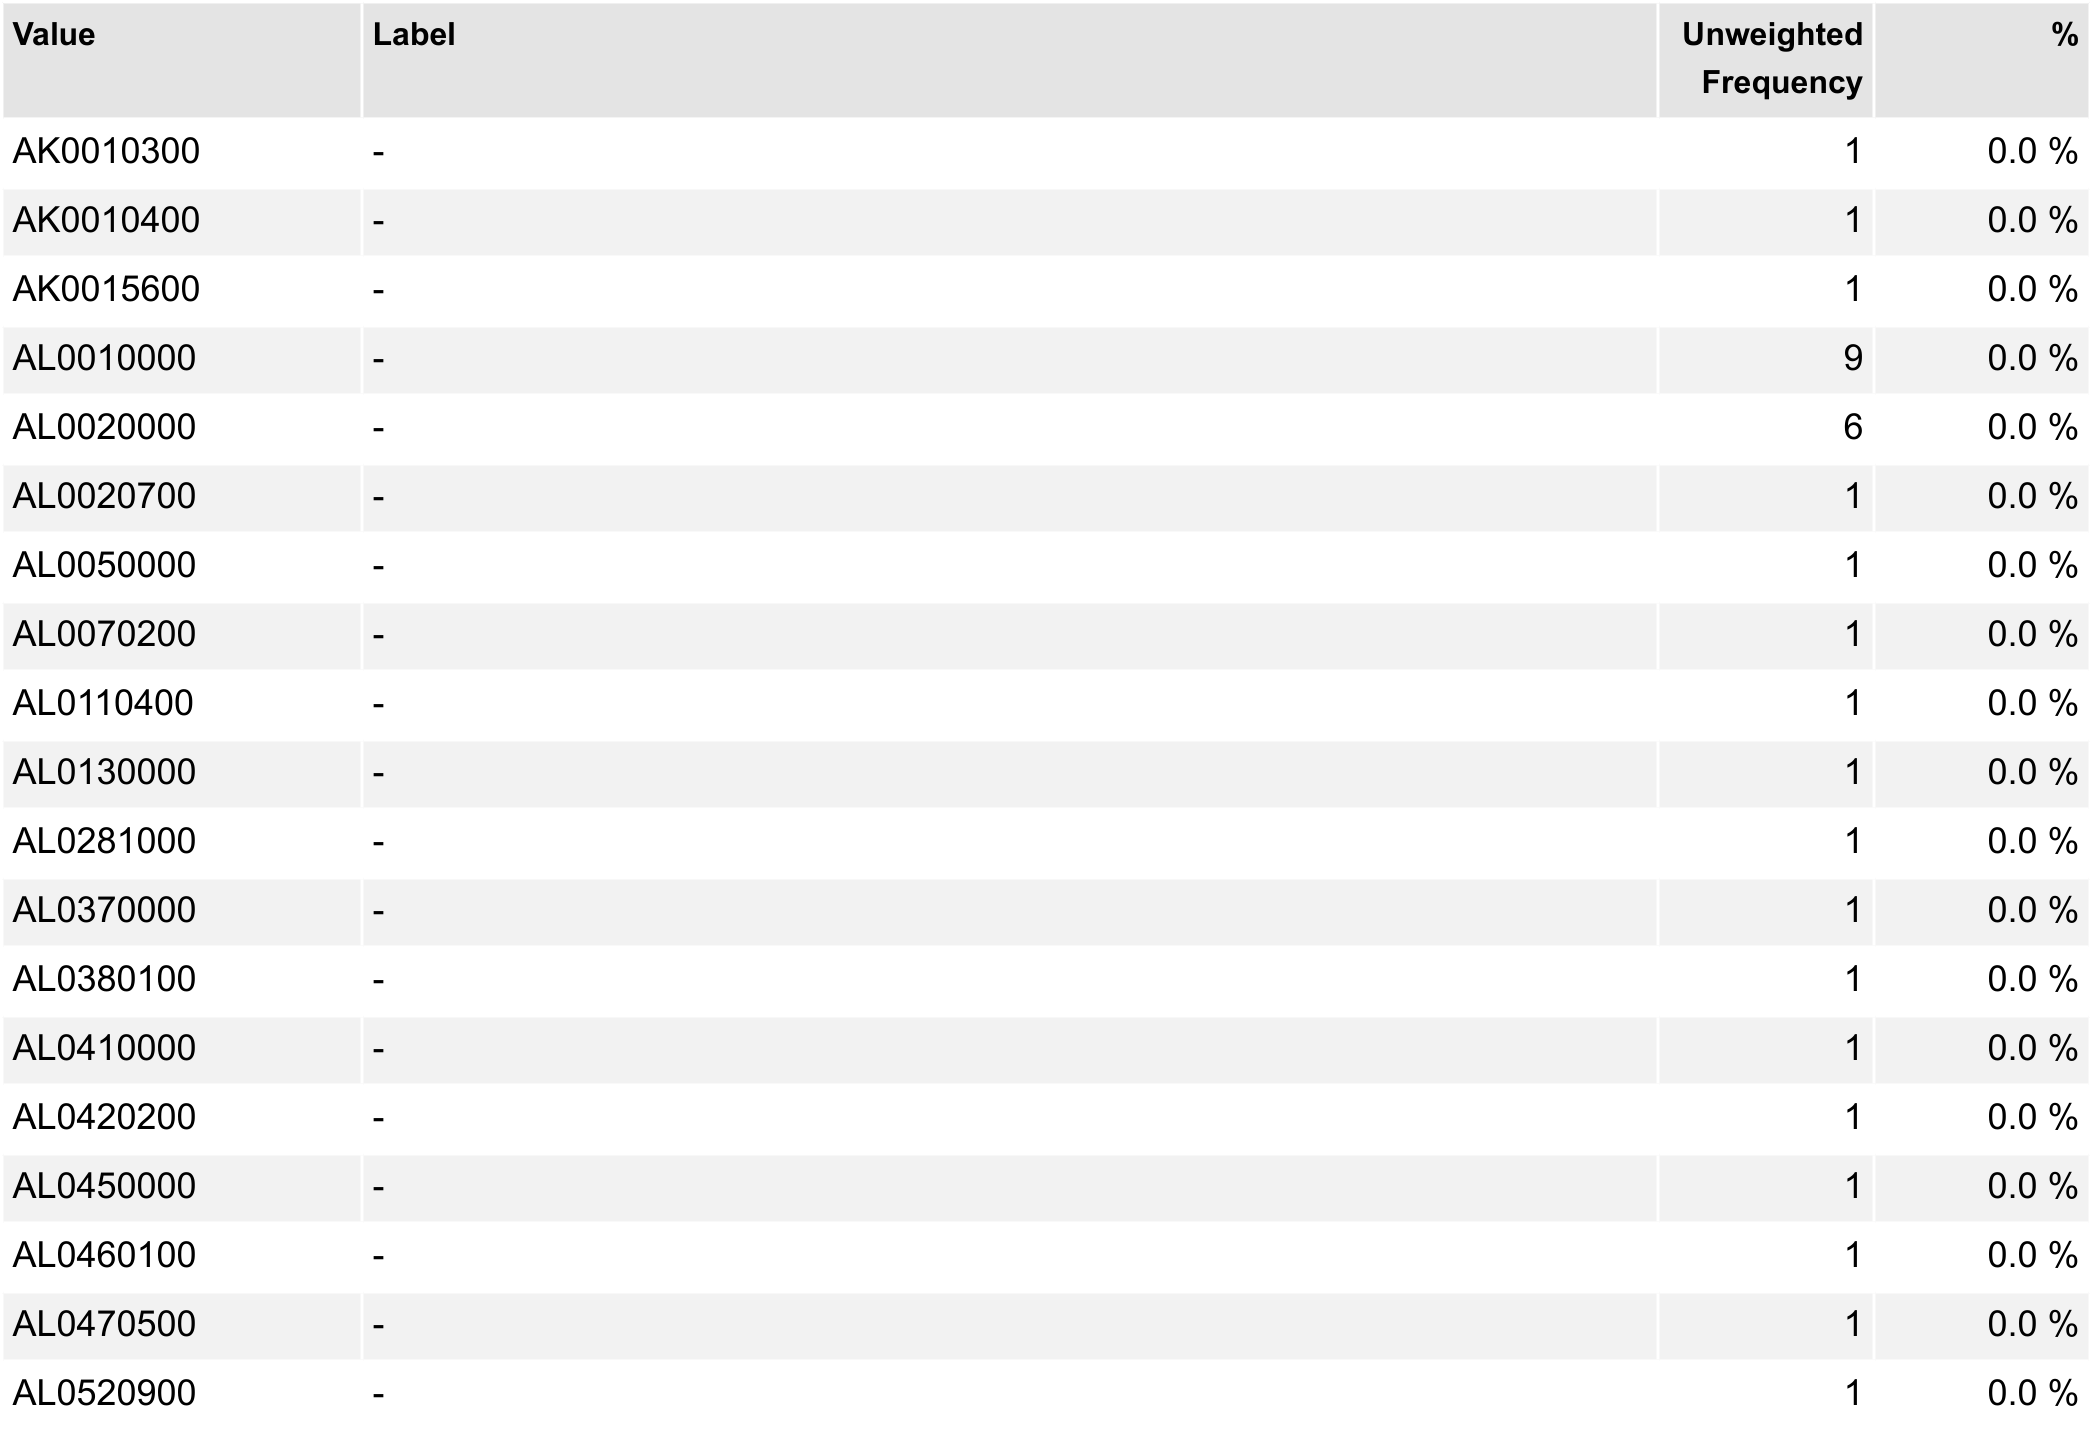 Value Label Unweighted Frequency %
AK0010300 - 1 0.0 %
AK0010400 - 1 0.0 %
AK0015600 - 1 0.0 %
AL0010000 - 9 0.0 %
AL0020000 - 6 0.0 %
AL0020700 - 1 0.0 %
AL0050000 - 1 0.0 %
AL0070200 - 1 0.0 %
AL0110400 - 1 0.0 %
AL0130000 - 1 0.0 %
AL0281000 - 1 0.0 %
AL0370000 - 1 0.0 %
AL0380100 - 1 0.0 %
AL0410000 - 1 0.0 %
AL0420200 - 1 0.0 %
AL0450000 - 1 0.0 %
AL0460100 - 1 0.0 %
AL0470500 - 1 0.0 %
AL0520900 - 1 0.0 %